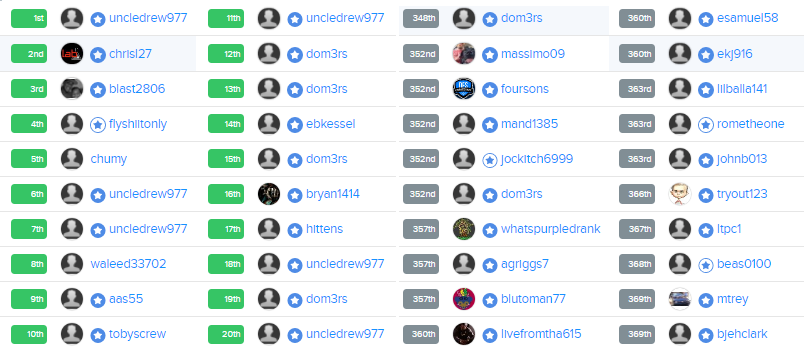 1st uncledrew977
2nd chrisl27
3rd blast2806
4th flyshiitonly
5th chumy
6th uncledrew977
7th uncledrew977
8th waleed33702
9th aas55
10th tobyscrew
11th uncledrew977
12th dom3rs
13th dom3rs
14th ebkessel
15th dom3rs
16th bryan1414
17th hittens
18th uncledrew977
19th dom3rs
20th uncledrew977
348th dom3rs
352nd massimo09
352nd foursons
352nd mand1385
352nd jockitch6999
352nd dom3rs
357th whatspurpledrank
357th agriggs7
357th blutoman77
360th livefromtha615
360th esamuel58
360th ekj916
363rd lilballa141
363rd rometheone
363rd johnb013
366th tryout123
367th ltpc1
368th beas0100
369th mtrey
369th bjehclark